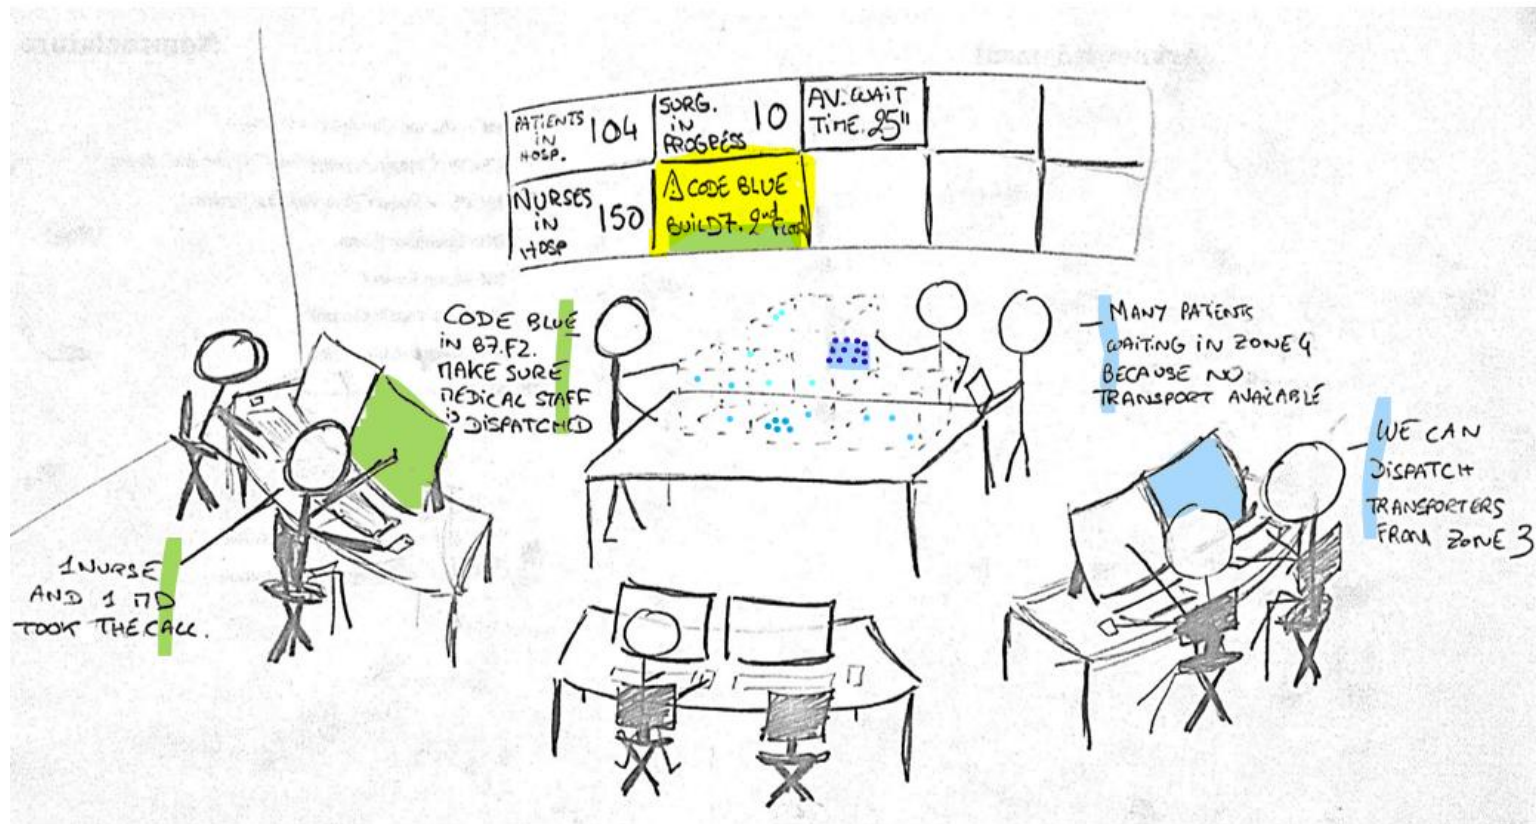 PATIENTS
IN
HOSP.
104
SURG.
IN
PROGRESS
10
AV. WAIT
TIME. 25"
NURSES
IN
HOSP
150
⚠ CODE BLUE
BUILD 7. 2nd FLOOR
CODE BLUE
IN B7.F2.
MAKE SURE
MEDICAL STAFF
IS DISPATCHED
MANY PATIENTS
WAITING IN ZONE 4
BECAUSE NO
TRANSPORT AVAILABLE
WE CAN
DISPATCH
TRANSPORTERS
FROM ZONE 3
1 NURSE
AND 1 MD
TOOK THE CALL.